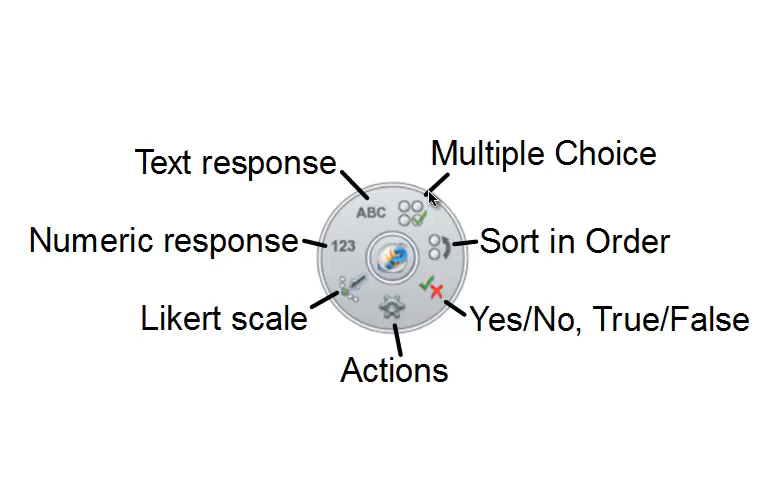 Text response
Multiple Choice
ABC
Numeric response
123
Sort in Order
Likert scale
Yes/No, True/False
Actions